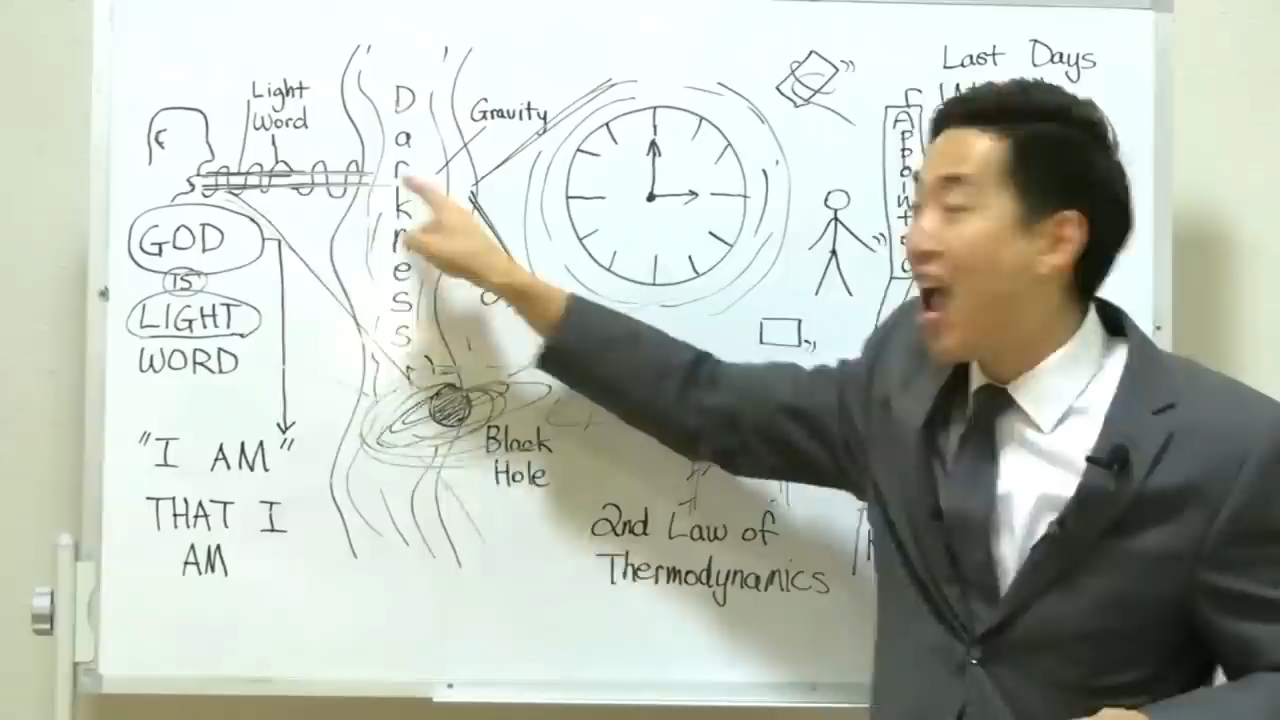 Light
Word
Darkness
Gravity
Last Days
GOD
IS
LIGHT
WORD
"I AM"
THAT I
AM
Black
Hole
2nd Law of
Thermodynamics